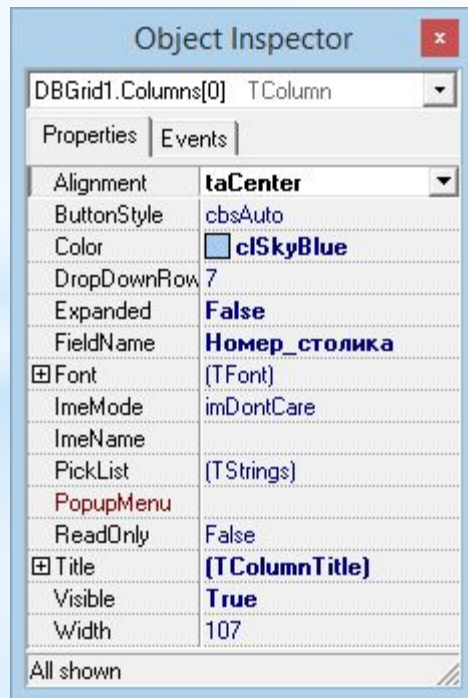 Object Inspector
x
DBGrid1.Columns[0] TColumn
Properties Events
Alignment taCenter
ButtonStyle cbsAuto
Color clSkyBlue
DropDownRow 7
Expanded False
FieldName Номер_столика
Font (TFont)
ImeMode imDontCare
ImeName
PickList (TStrings)
PopupMenu
ReadOnly False
Title (TColumnTitle)
Visible True
Width 107
All shown